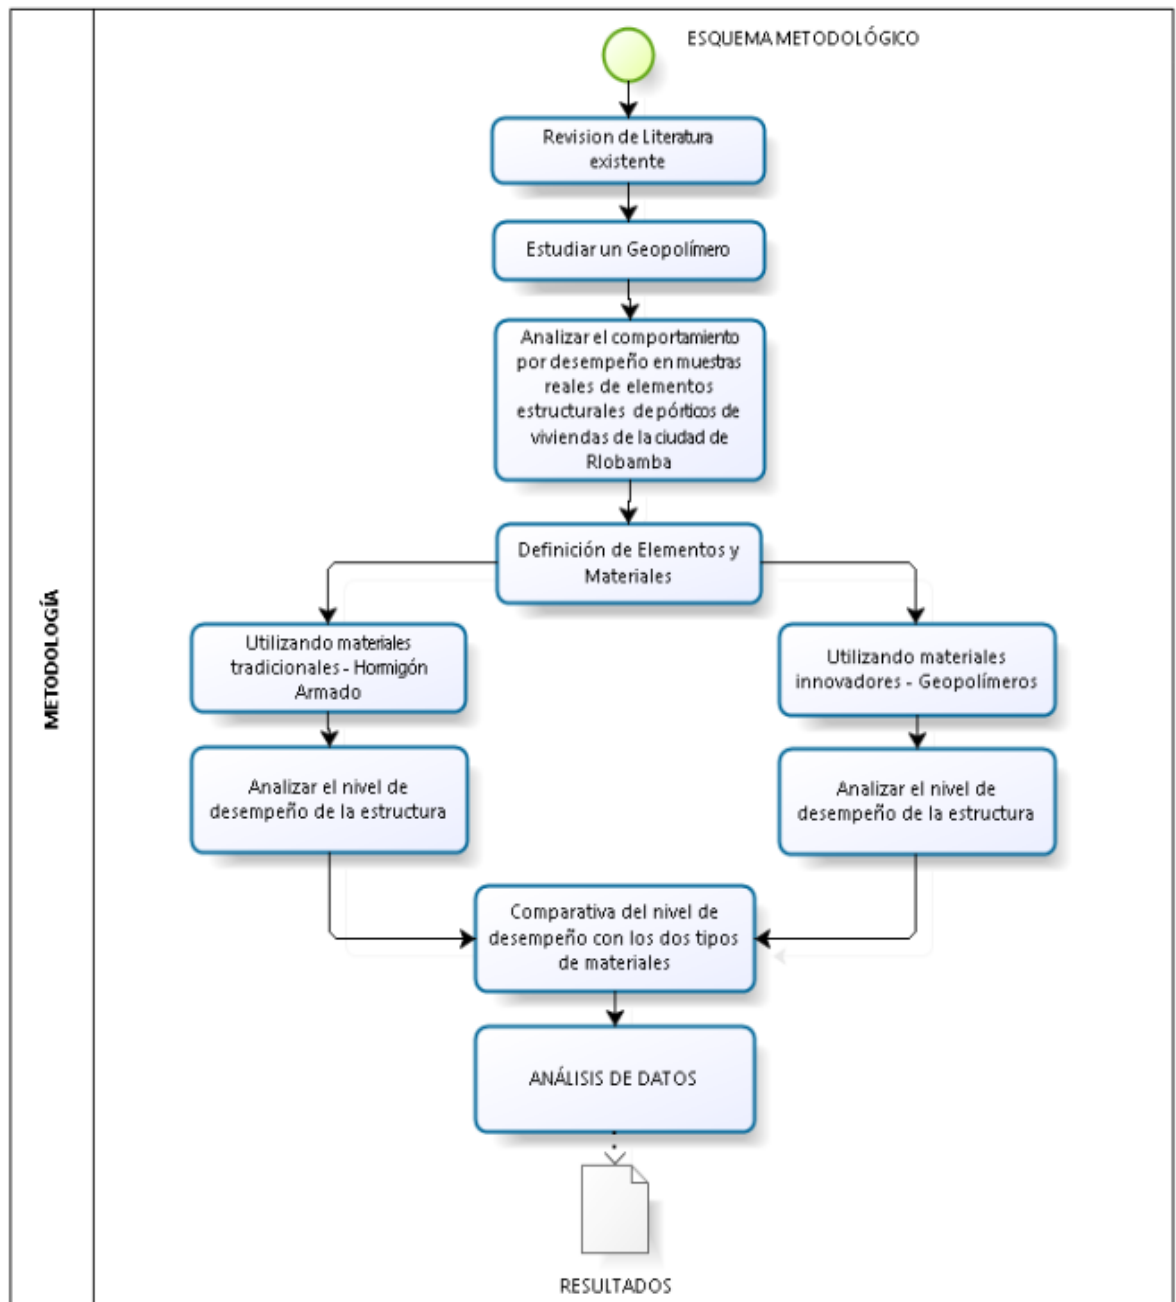 ESQUEMA METODOLÓGICO
Revision de Literatura
existente
Estudiar un Geopolímero
Analizar el comportamiento
por desempeño en muestras
reales de elementos
estructurales de pórticos de
viviendas de la ciudad de
RIobamba
Definición de Elementos y
Materiales
Utilizando materiales
tradicionales - Hormigón
Armado
Utilizando materiales
innovadores - Geopolímeros
Analizar el nivel de
desempeño de la estructura
Analizar el nivel de
desempeño de la estructura
Comparativa del nivel de
desempeño con los dos tipos
de materiales
ANÁLISIS DE DATOS
RESULTADOS
METODOLOGÍA